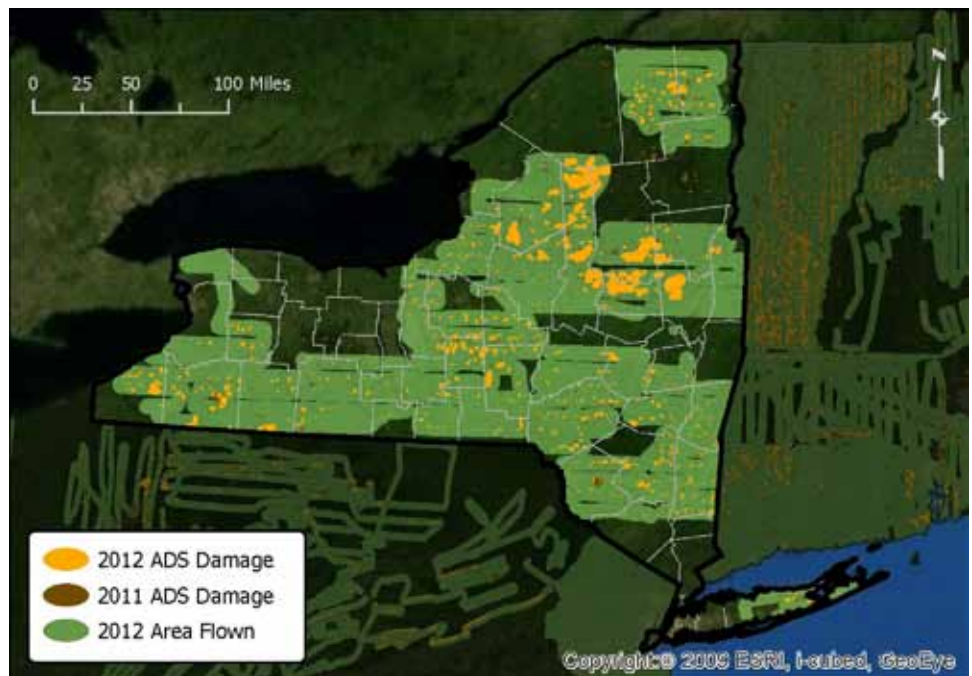 0 25 50 100 Miles
N
2012 ADS Damage
2011 ADS Damage
2012 Area Flown
Copyright:© 2009 ESRI, i-cubed, GeoEye